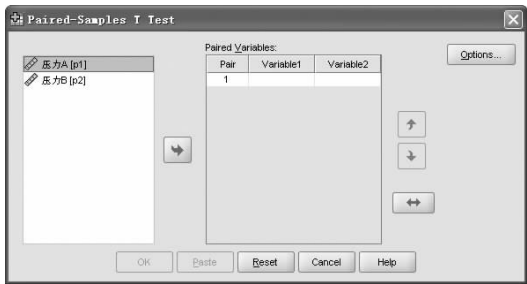 Paired-Samples T Test
压力A [p1]
压力B [p2]
Paired Variables:
Pair Variable1 Variable2
1
Options...
OK Paste Reset Cancel Help